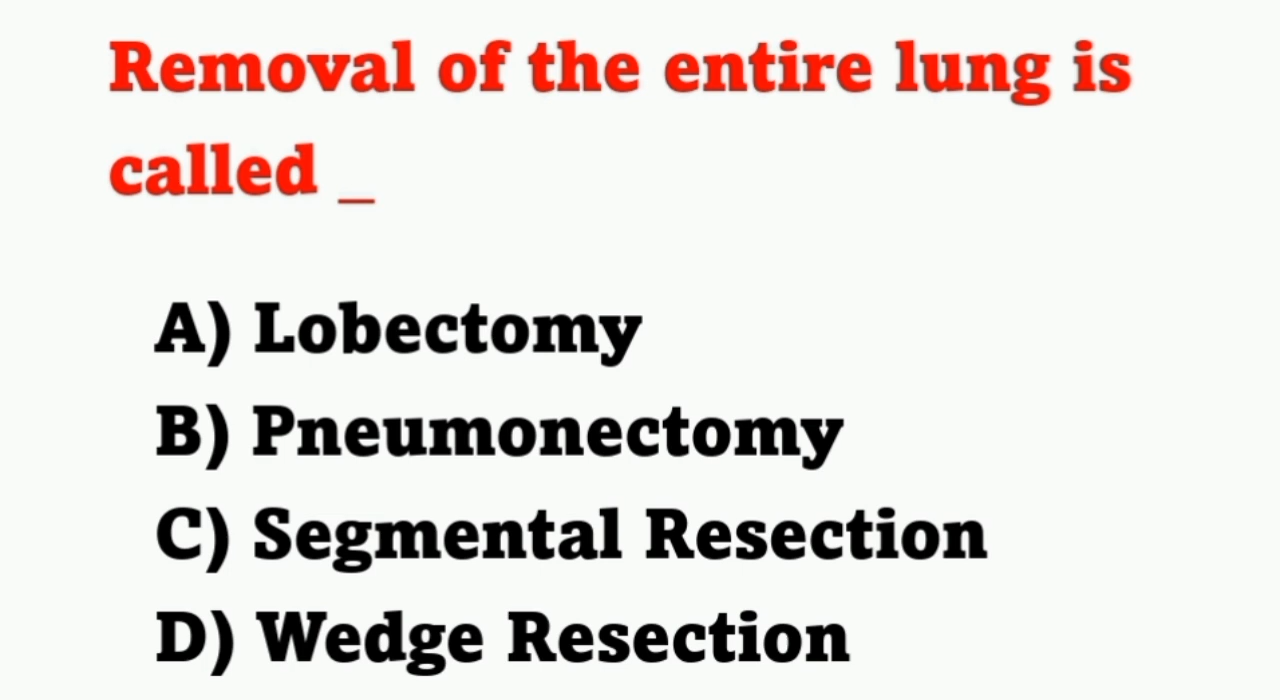 Removal of the entire lung is
called _
A) Lobectomy
B) Pneumonectomy
C) Segmental Resection
D) Wedge Resection